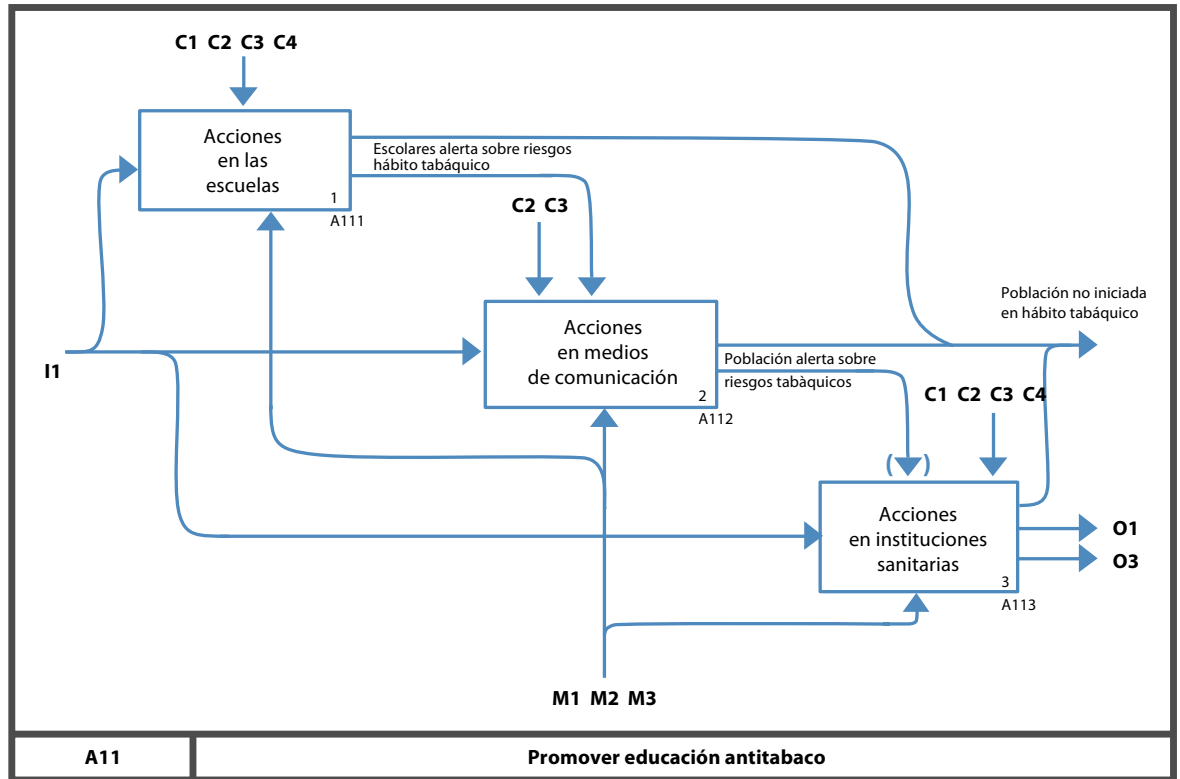 C1 C2 C3 C4
Acciones
en las
escuelas
1
A111
Escolares alerta sobre riesgos
hábito tabáquico
C2 C3
Acciones
en medios
de comunicación
2
A112
Población no iniciada
en hábito tabáquico
I1
Población alerta sobre
riesgos tabàquicos
C1 C2 C3 C4
( )
Acciones
en instituciones
sanitarias
3
A113
O1
O3
M1 M2 M3
A11
Promover educación antitabaco